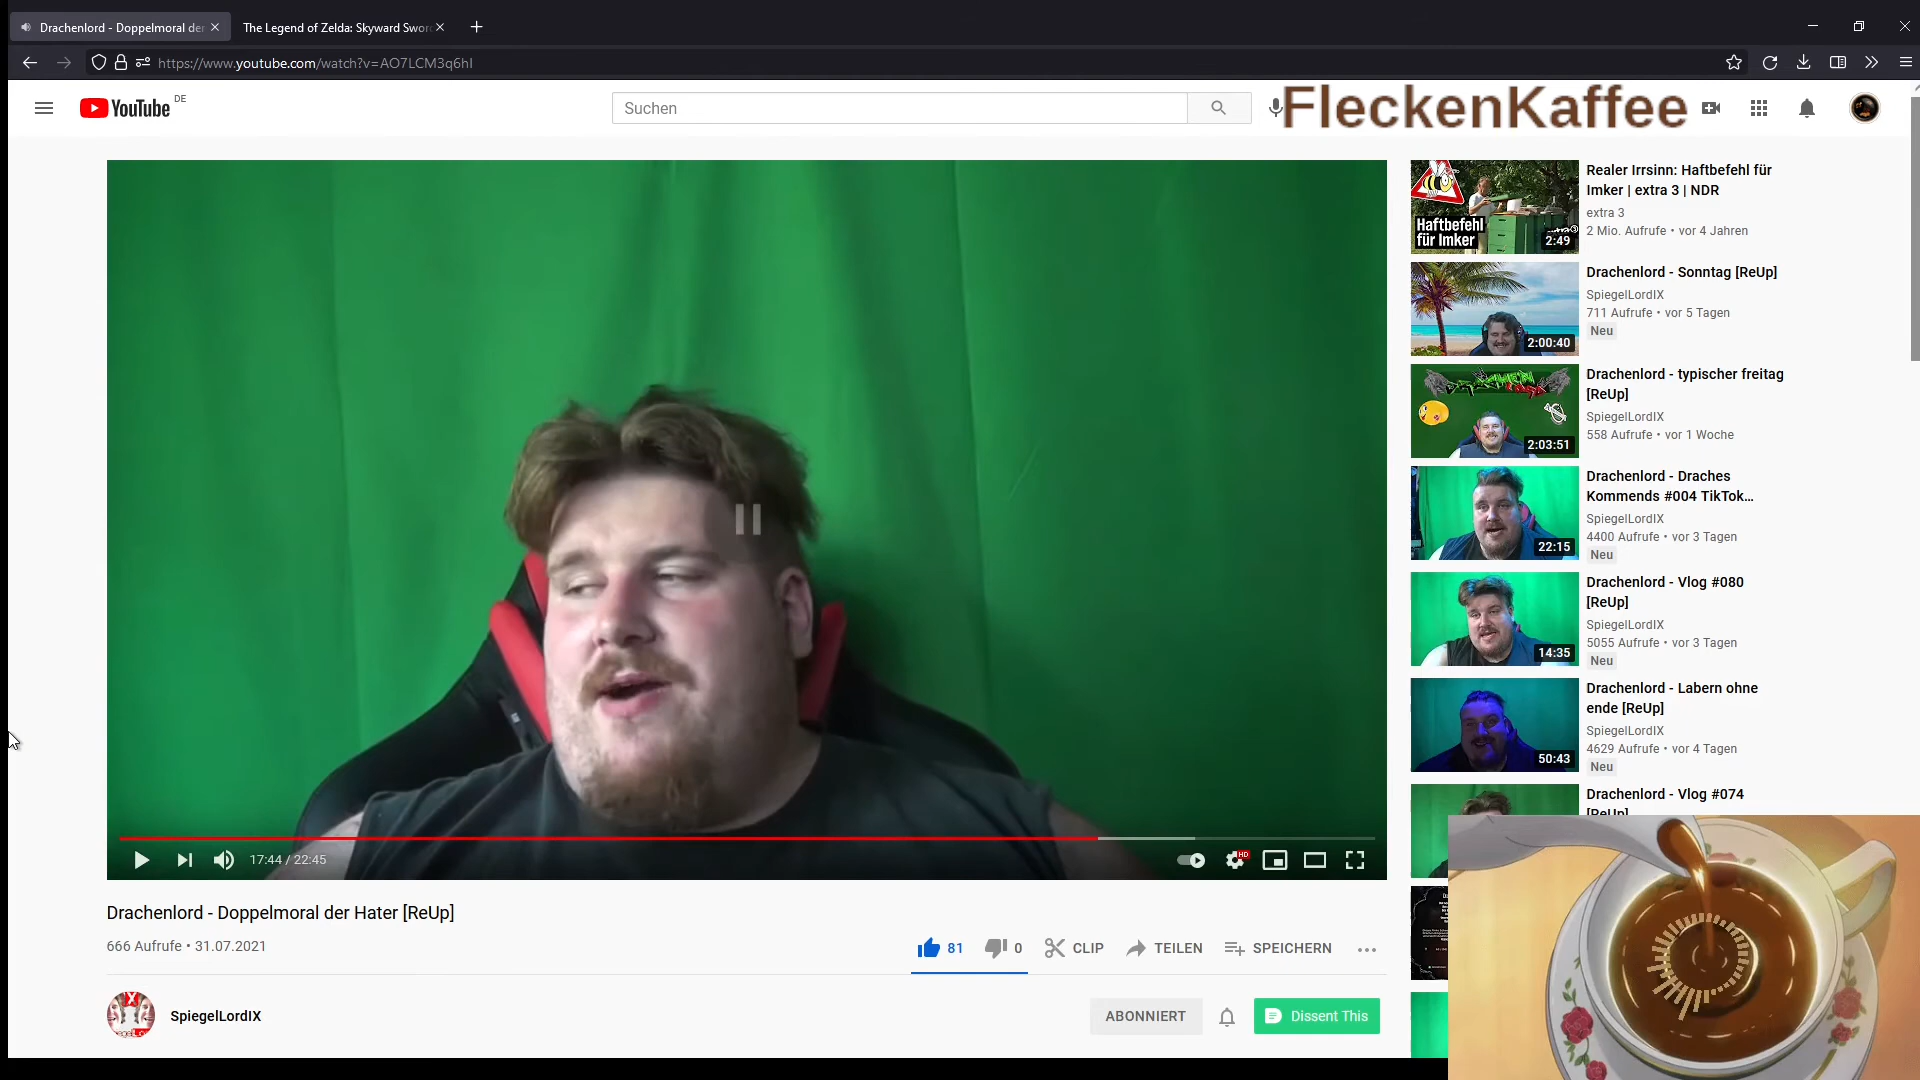 Drachenlord - Doppelmoral der
The Legend of Zelda: Skyward Swor
https://www.youtube.com/watch?v=AO7LCM3q6hI
YouTube DE
Suchen
FleckenKaffee
Haftbefehl
für Imker
2:49
Realer Irrsinn: Haftbefehl für
Imker | extra 3 | NDR
extra 3
2 Mio. Aufrufe • vor 4 Jahren
2:00:40
Drachenlord - Sonntag [ReUp]
SpiegelLordIX
711 Aufrufe • vor 5 Tagen
Neu
2:03:51
Drachenlord - typischer freitag
[ReUp]
SpiegelLordIX
558 Aufrufe • vor 1 Woche
22:15
Drachenlord - Draches
Kommends #004 TikTok...
SpiegelLordIX
4400 Aufrufe • vor 3 Tagen
Neu
14:35
Drachenlord - Vlog #080
[ReUp]
SpiegelLordIX
5055 Aufrufe • vor 3 Tagen
Neu
50:43
Drachenlord - Labern ohne
ende [ReUp]
SpiegelLordIX
4629 Aufrufe • vor 4 Tagen
Neu
Drachenlord - Vlog #074
[ReUp]
17:44 / 22:45
HD
Drachenlord - Doppelmoral der Hater [ReUp]
666 Aufrufe • 31.07.2021
81
0
CLIP
TEILEN
SPEICHERN
SpiegelLordIX
ABONNIERT
Dissent This